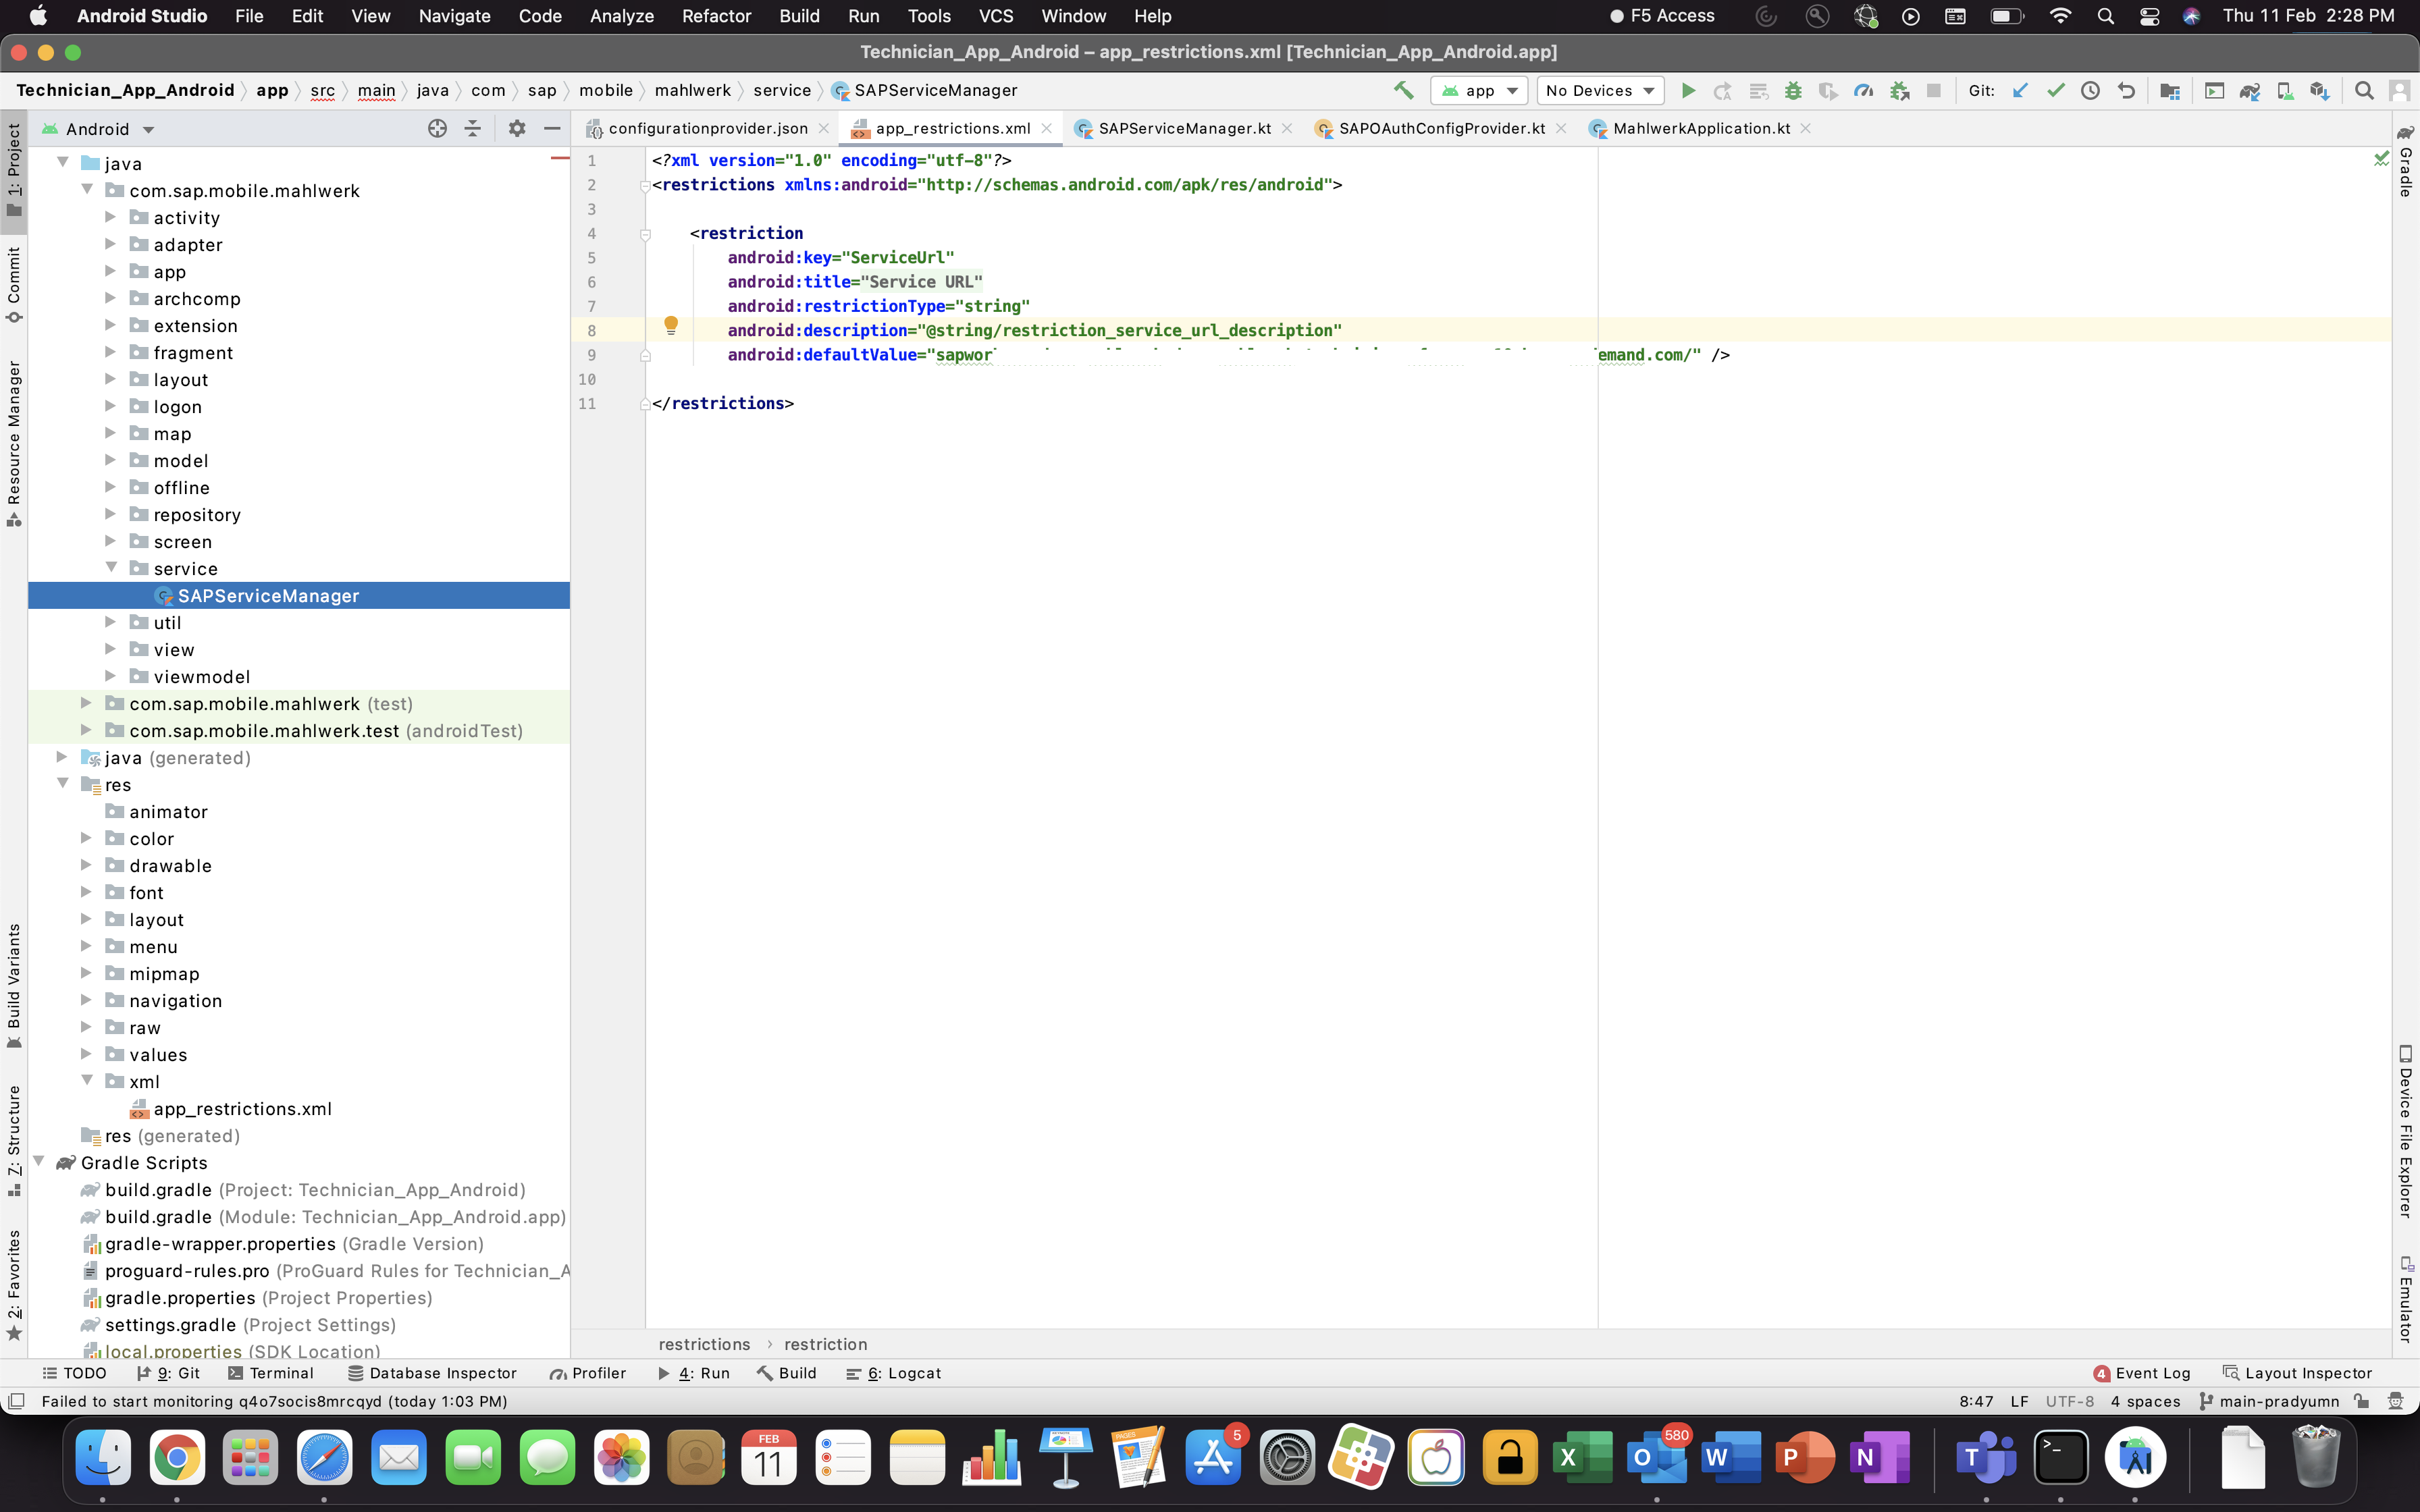 Android Studio File Edit View Navigate Code Analyze Refactor Build Run Tools VCS Window Help F5 Access Thu 11 Feb 2:28 PM
Technician_App_Android – app_restrictions.xml [Technician_App_Android.app]
Technician_App_Android app src main java com sap mobile mahlwerk service SAPServiceManager app No Devices Git:
Android configurationprovider.json app_restrictions.xml SAPServiceManager.kt SAPOAuthConfigProvider.kt MahlwerkApplication.kt
1: Project
Commit
Resource Manager
Build Variants
7: Structure
2: Favorites
java
com.sap.mobile.mahlwerk
activity
adapter
app
archcomp
extension
fragment
layout
logon
map
model
offline
repository
screen
service
SAPServiceManager
util
view
viewmodel
com.sap.mobile.mahlwerk (test)
com.sap.mobile.mahlwerk.test (androidTest)
java (generated)
res
animator
color
drawable
font
layout
menu
mipmap
navigation
raw
values
xml
app_restrictions.xml
res (generated)
Gradle Scripts
build.gradle (Project: Technician_App_Android)
build.gradle (Module: Technician_App_Android.app)
gradle-wrapper.properties (Gradle Version)
proguard-rules.pro (ProGuard Rules for Technician_A
gradle.properties (Project Properties)
settings.gradle (Project Settings)
local.properties (SDK Location)
1 <?xml version="1.0" encoding="utf-8"?>
2 <restrictions xmlns:android="http://schemas.android.com/apk/res/android">
3
4 <restriction
5 android:key="ServiceUrl"
6 android:title="Service URL"
7 android:restrictionType="string"
8 android:description="@string/restriction_service_url_description"
9 android:defaultValue="sapwor emand.com/" />
10
11 </restrictions>
Gradle
Device File Explorer
Emulator
restrictions › restriction
TODO 9: Git Terminal Database Inspector Profiler 4: Run Build 6: Logcat 4 Event Log Layout Inspector
Failed to start monitoring q4o7socis8mrcqyd (today 1:03 PM) 8:47 LF UTF-8 4 spaces main-pradyumn
FEB
11
PAGES
5
X
O
580
W
P
N
T
>_